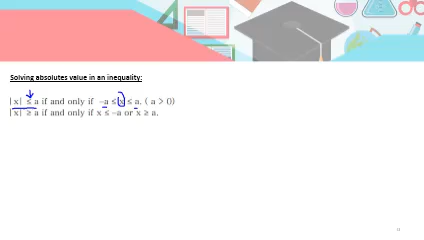 Solving absolutes value in an inequality:
|x| ≤ a if and only if −a ≤ x ≤ a. ( a > 0)
|x| ≥ a if and only if x ≤ −a or x ≥ a.